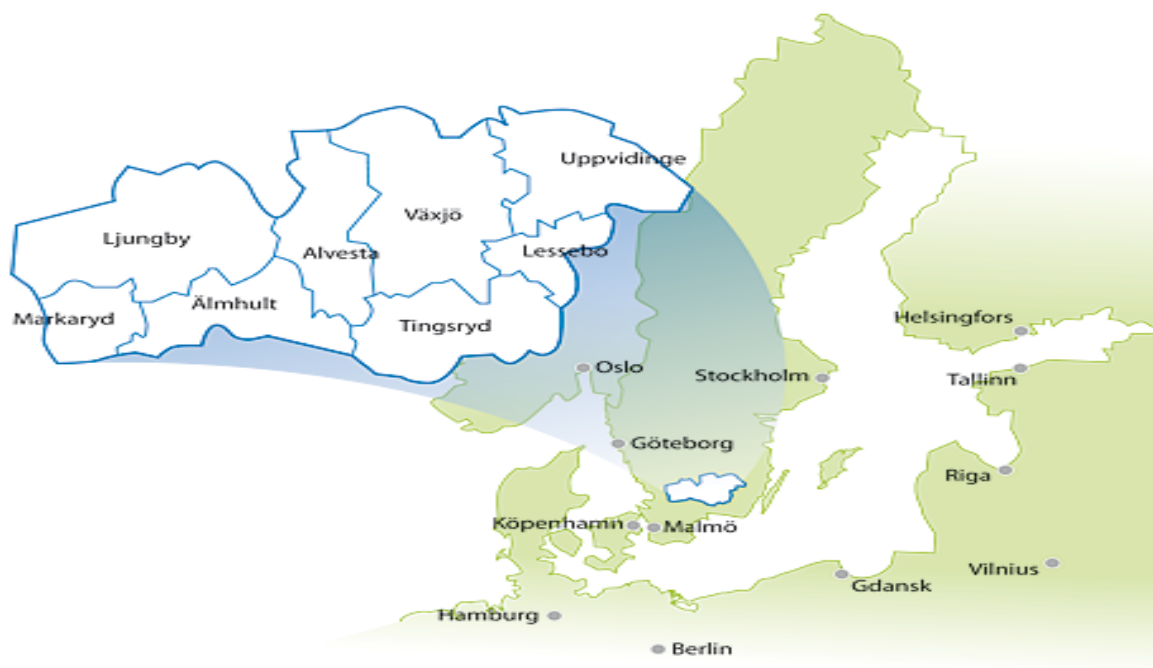 Uppvidinge
Växjö
Ljungby
Alvesta
Lessebo
Älmhult
Markaryd
Tingsryd
Helsingfors
Oslo
Stockholm
Tallinn
Göteborg
Riga
Köpenhamn
Malmö
Vilnius
Gdansk
Hamburg
Berlin